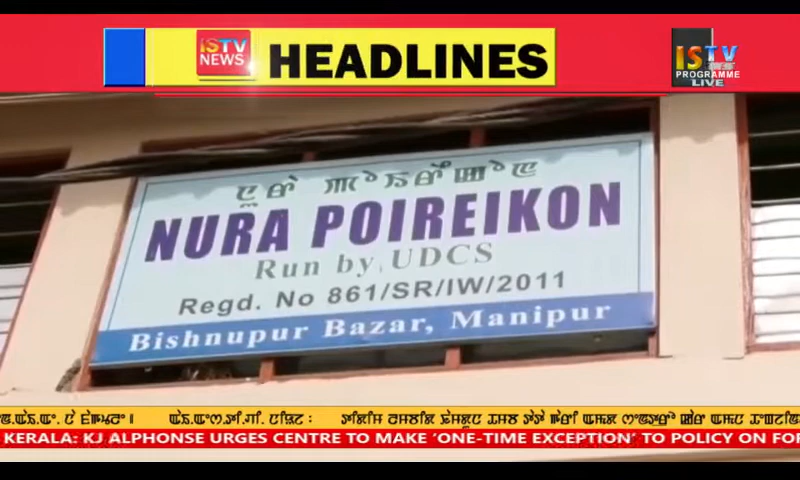 ISTV
NEWS
HEADLINES
ISTV
PROGRAMME
LIVE
ꯅꯨꯔꯥ ꯄꯣꯢꯔꯩꯀꯣꯟ
NURA POIREIKON
Run by UDCS
Regd. No 861/SR/IW/2011
Bishnupur Bazar, Manipur
KERALA: KJ ALPHONSE URGES CENTRE TO MAKE 'ONE-TIME EXCEPTION' TO POLICY ON FOR